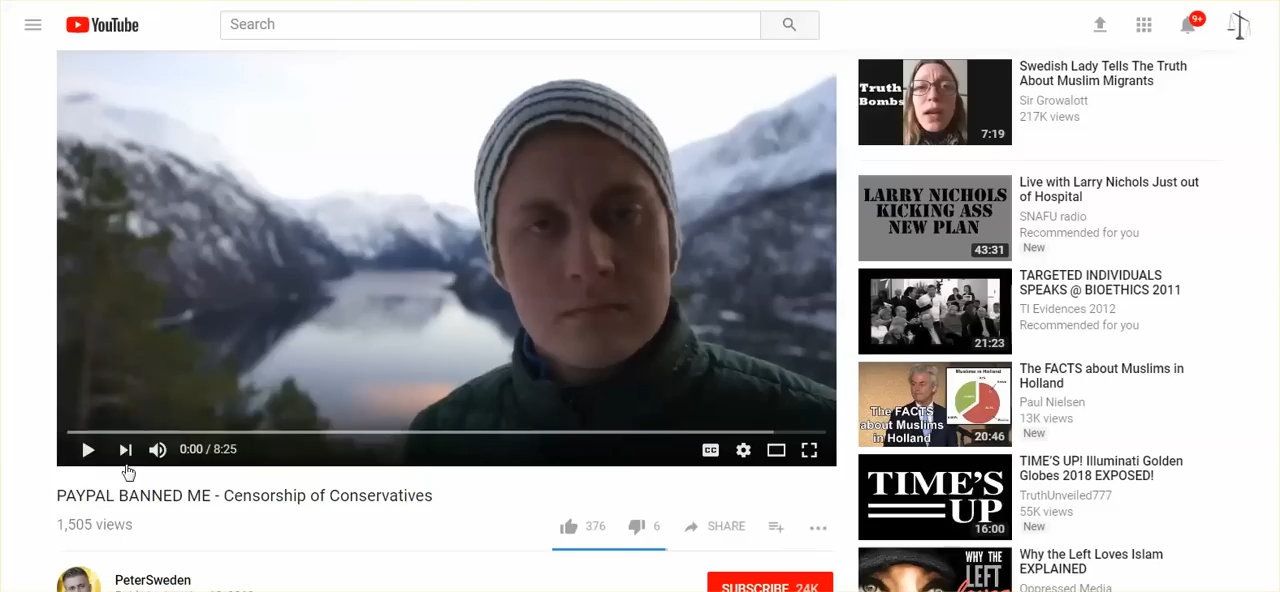 YouTube
Search
9+
0:00 / 8:25
CC
PAYPAL BANNED ME - Censorship of Conservatives
1,505 views
376
6
SHARE
PeterSweden
SUBSCRIBE 24K
Truth
Bombs
7:19
Swedish Lady Tells The Truth
About Muslim Migrants
Sir Growalott
217K views
LARRY NICHOLS
KICKING ASS
NEW PLAN
43:31
Live with Larry Nichols Just out
of Hospital
SNAFU radio
Recommended for you
New
21:23
TARGETED INDIVIDUALS
SPEAKS @ BIOETHICS 2011
TI Evidences 2012
Recommended for you
Muslims in Holland
The FACTS
about Muslims
in Holland
20:46
The FACTS about Muslims in
Holland
Paul Nielsen
13K views
New
TIME'S
UP
16:00
TIME'S UP! Illuminati Golden
Globes 2018 EXPOSED!
TruthUnveiled777
55K views
New
WHY THE
LEFT
Why the Left Loves Islam
EXPLAINED
Oppressed Media